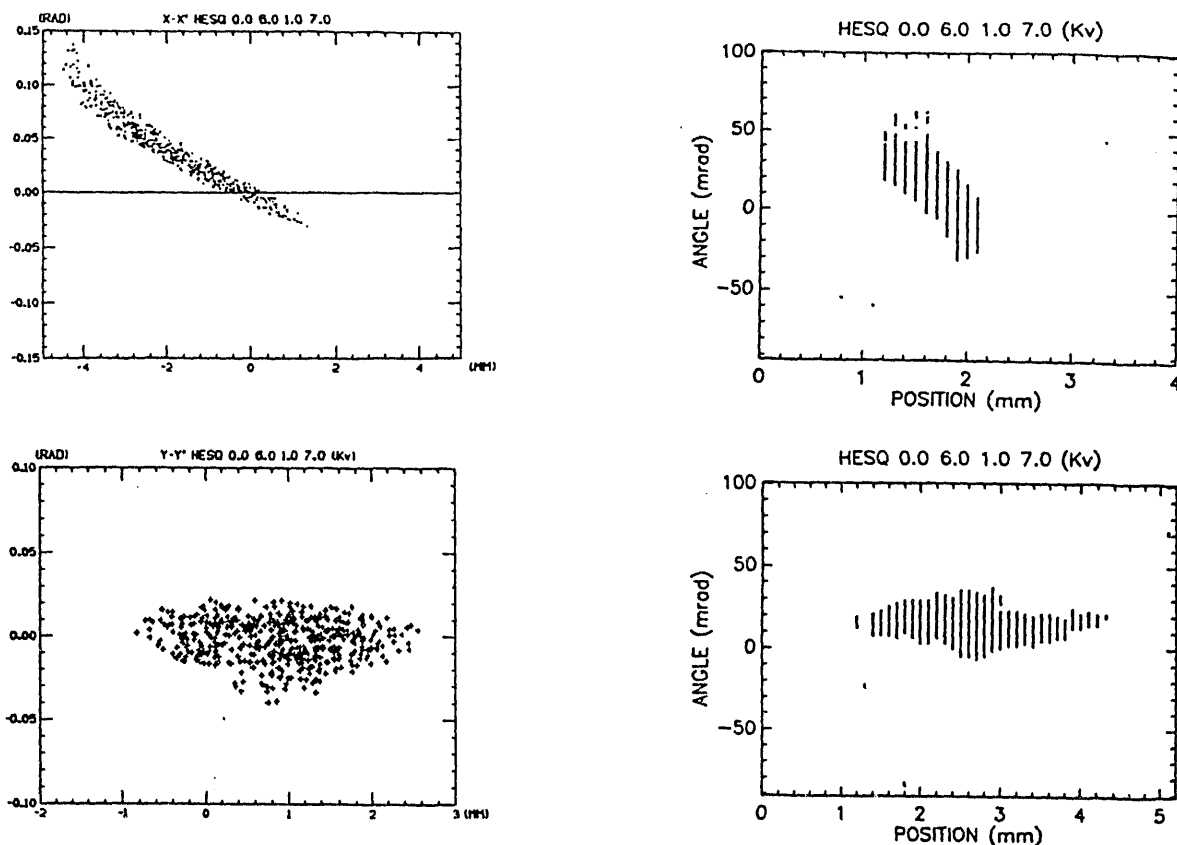 (RAD) X-X' HESQ 0.0 6.0 1.0 7.0
0.15
0.10
0.05
0.00
-0.05
-0.10
-0.15
-4 -2 0 2 4 (MM)
HESQ 0.0 6.0 1.0 7.0 (Kv)
100
50
0
-50
ANGLE (mrad)
0 1 2 3 4
POSITION (mm)
(RAD) Y-Y' HESQ 0.0 6.0 1.0 7.0 (Kv)
0.10
0.05
0.00
-0.05
-0.10
-2 -1 0 1 2 3 (MM)
HESQ 0.0 6.0 1.0 7.0 (Kv)
100
50
0
-50
ANGLE (mrad)
0 1 2 3 4 5
POSITION (mm)